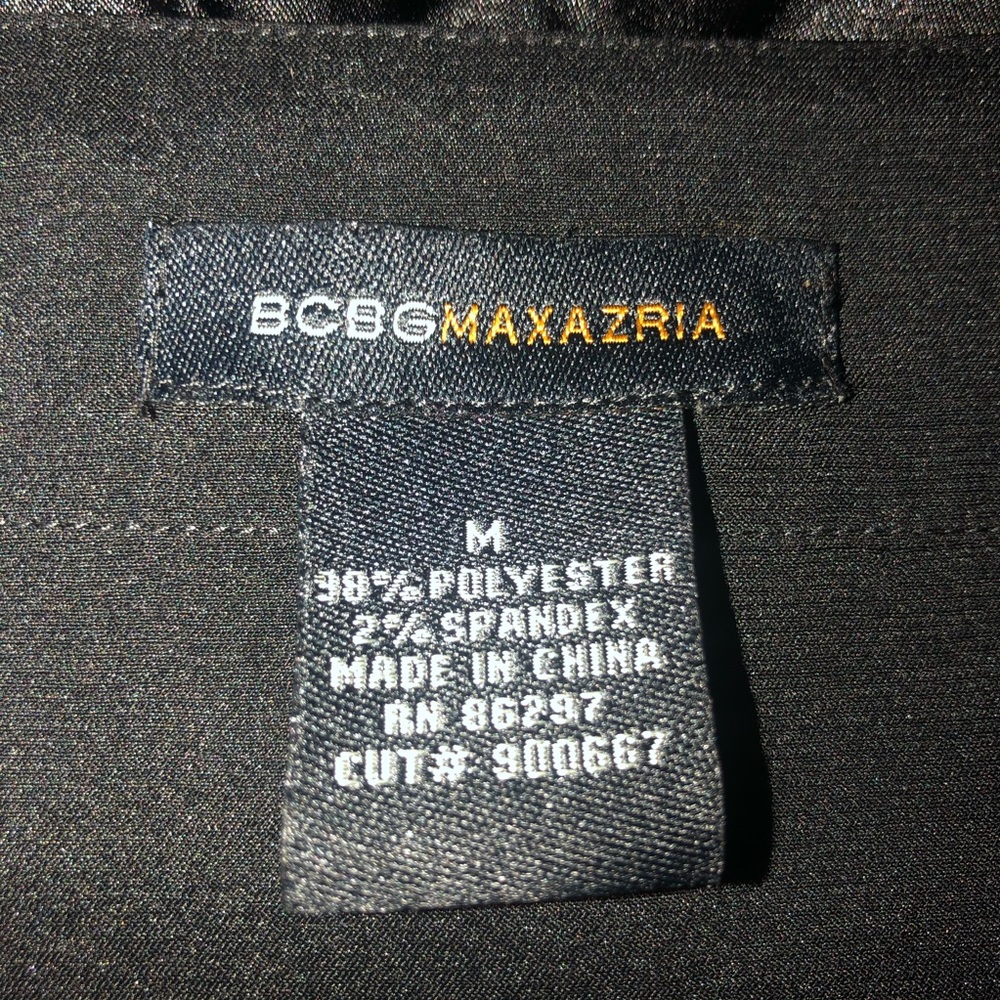 BCBGMAXAZRIA
M
98% POLYESTER
2% SPANDEX
MADE IN CHINA
RN 86297
CUT# 900667